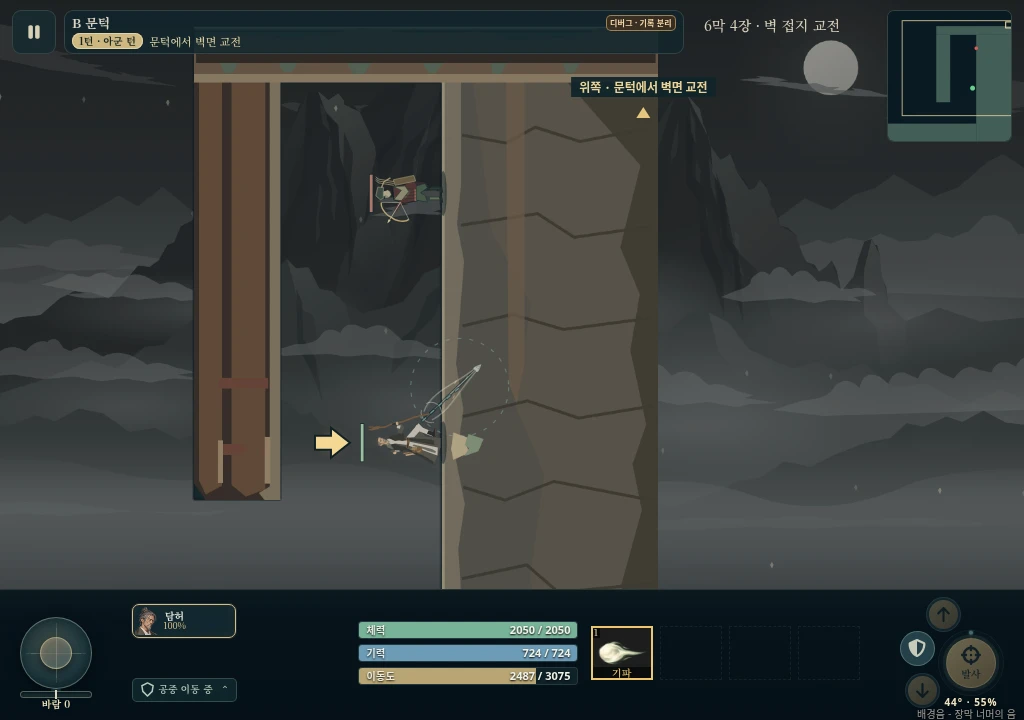 B 문턱
디버그 · 기록 분리
1턴 · 아군 턴 문턱에서 벽면 교전
6막 4장 · 벽 접지 교전
위쪽 · 문턱에서 벽면 교전
담허
100%
공중 이동 중
바람 0
체력 2050 / 2050
기력 724 / 724
이동도 2487 / 3075
1
기파
발사
44° · 55%
배경음 - 장막 너머의 음